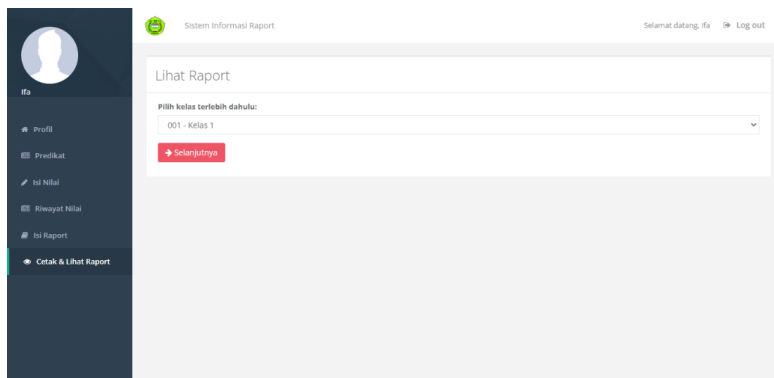 Sistem Informasi Raport
Selamat datang, Ifa
Log out
Ifa
Profil
Predikat
Isi Nilai
Riwayat Nilai
Isi Raport
Cetak & Lihat Raport
Lihat Raport
Pilih kelas terlebih dahulu:
001 - Kelas 1
Selanjutnya